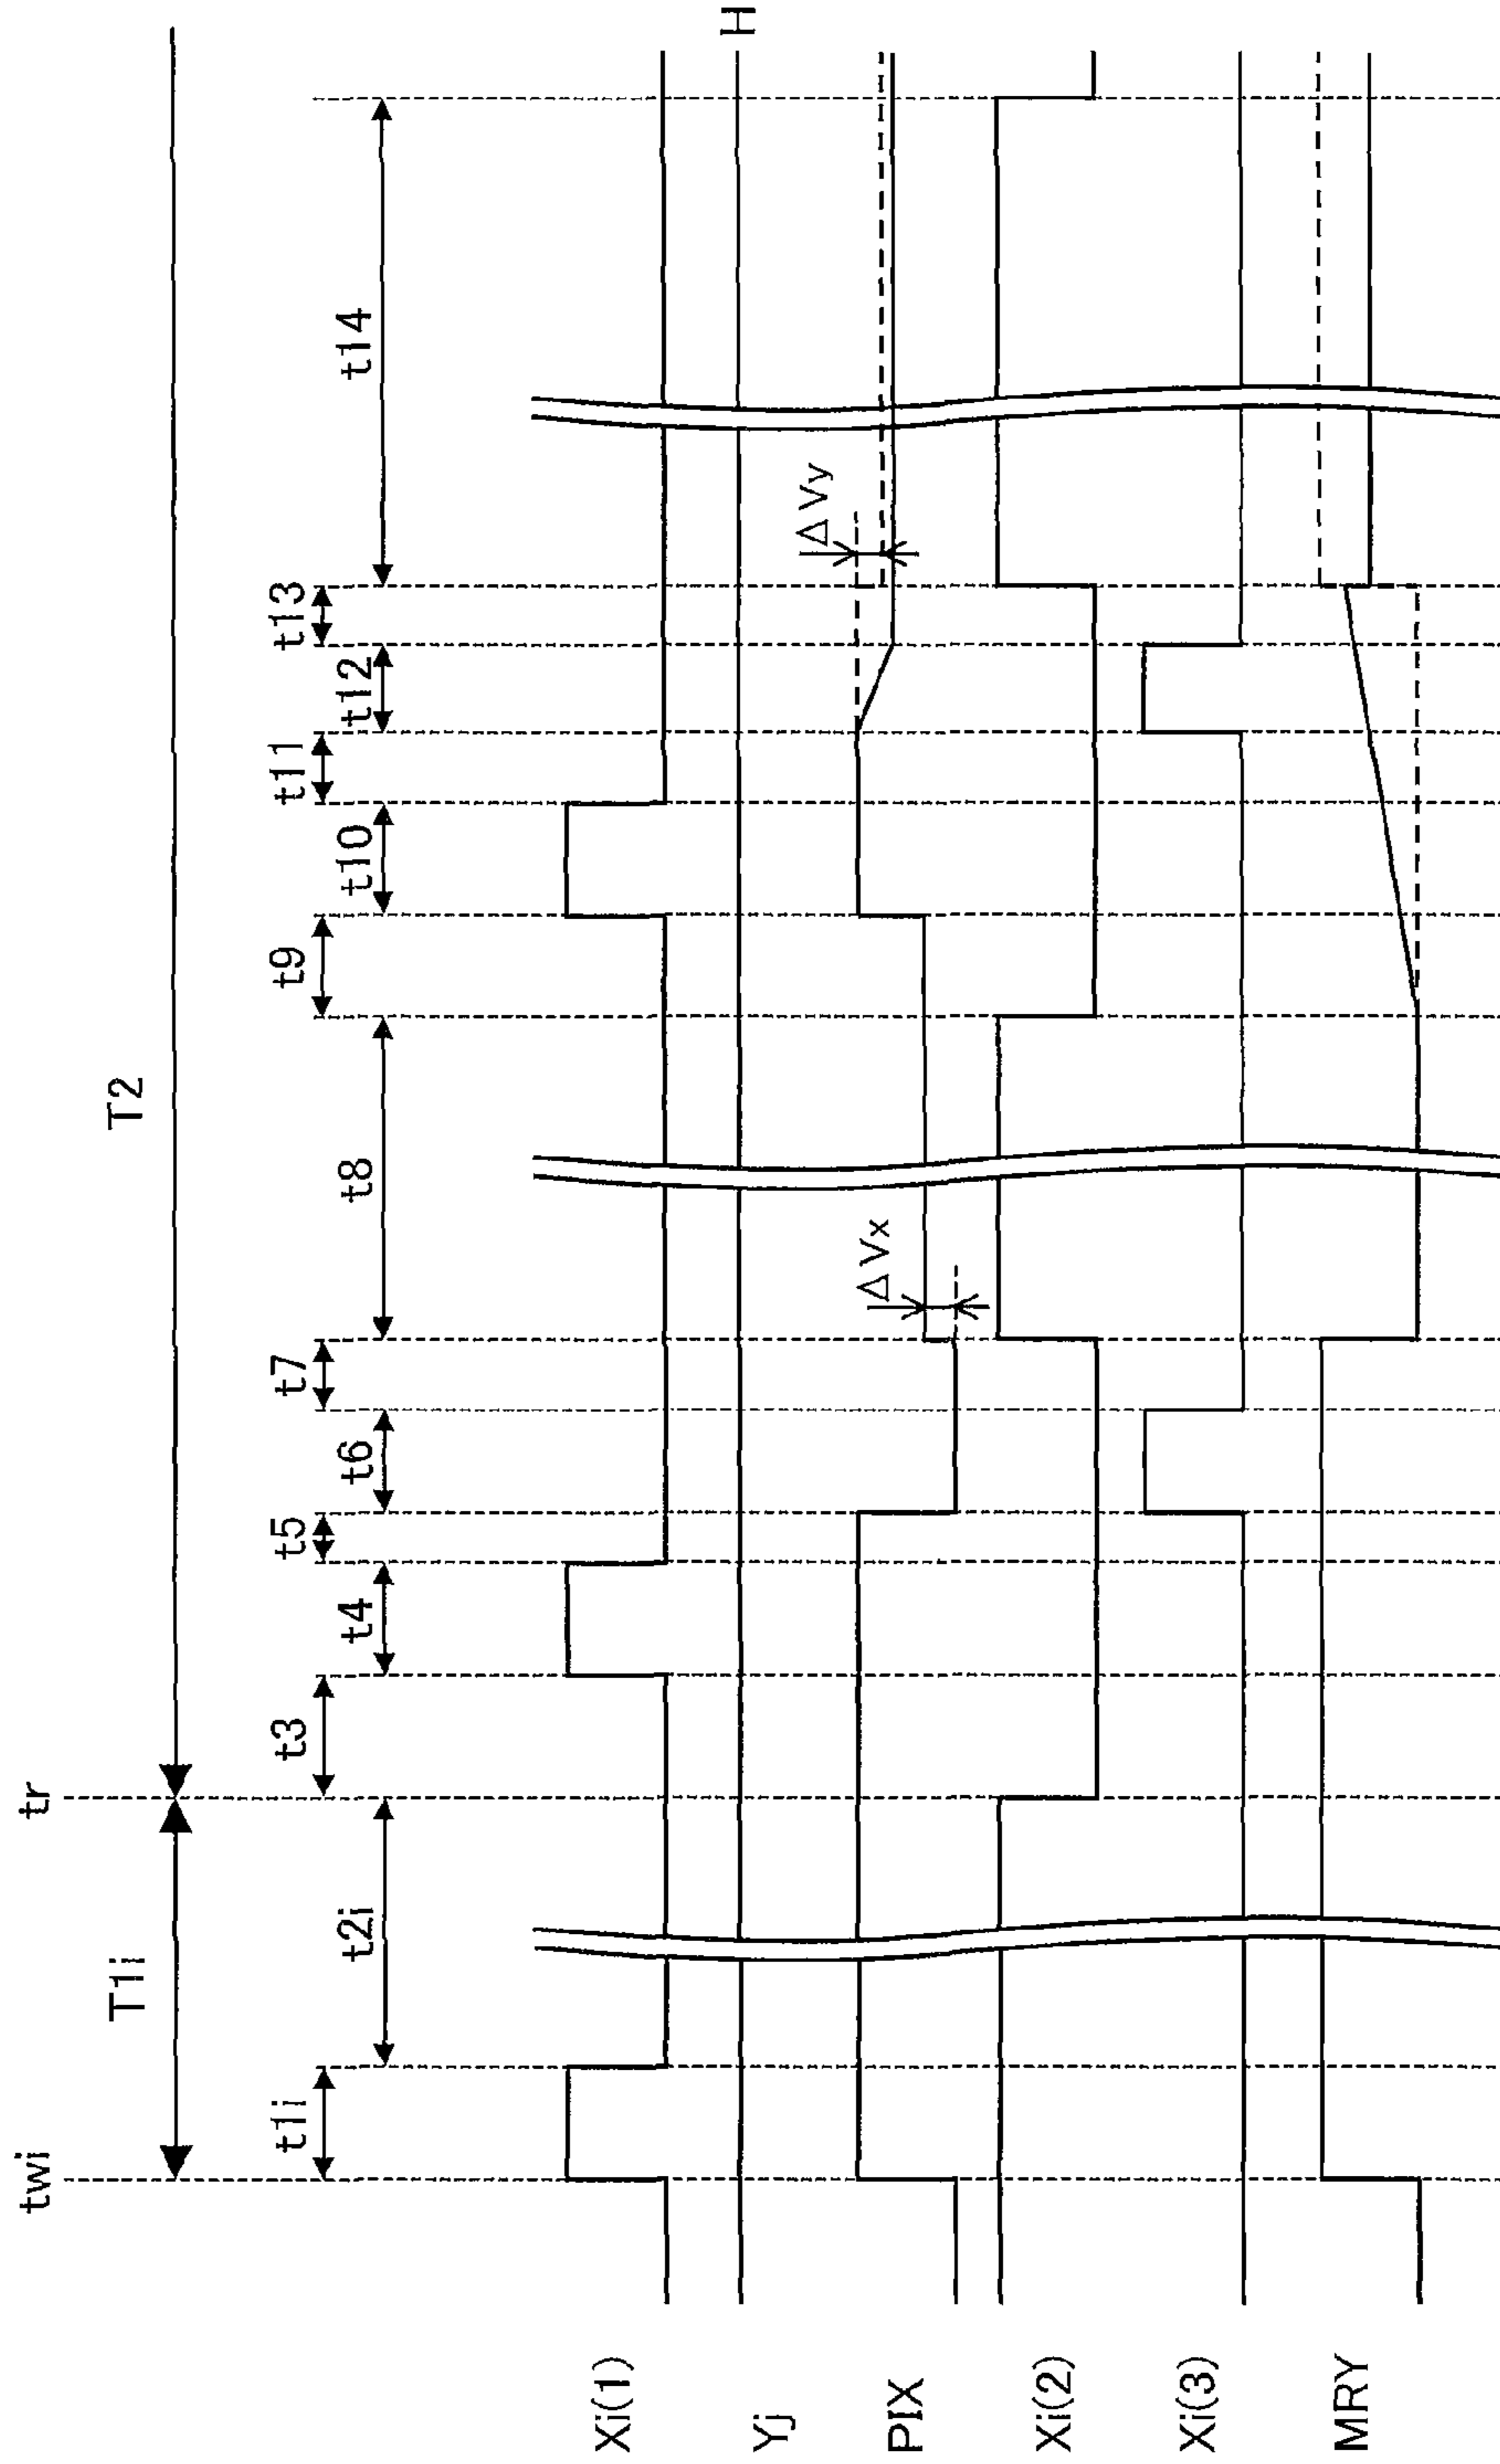 twi
tr
T1i
T2
t1i
t2i
t3
t4
t5
t6
t7
t8
t9
t10
t11
t12
t13
t14
Xi(1)
Yj
H
PIX
ΔVx
ΔVy
Xi(2)
Xi(3)
MRY